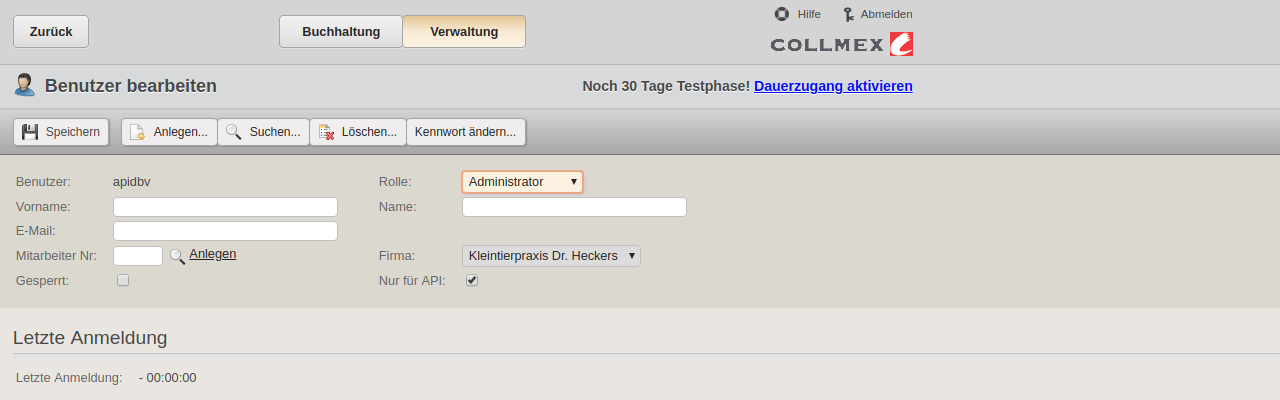 Zurück
Buchhaltung
Verwaltung
Hilfe
Abmelden
COLLMEX
Benutzer bearbeiten
Noch 30 Tage Testphase! Dauerzugang aktivieren
Speichern
Anlegen...
Suchen...
Löschen...
Kennwort ändern...
Benutzer: apidbv
Rolle: Administrator
Vorname:
Name:
E-Mail:
Mitarbeiter Nr: Anlegen
Firma: Kleintierpraxis Dr. Heckers
Gesperrt:
Nur für API:
Letzte Anmeldung
Letzte Anmeldung: - 00:00:00